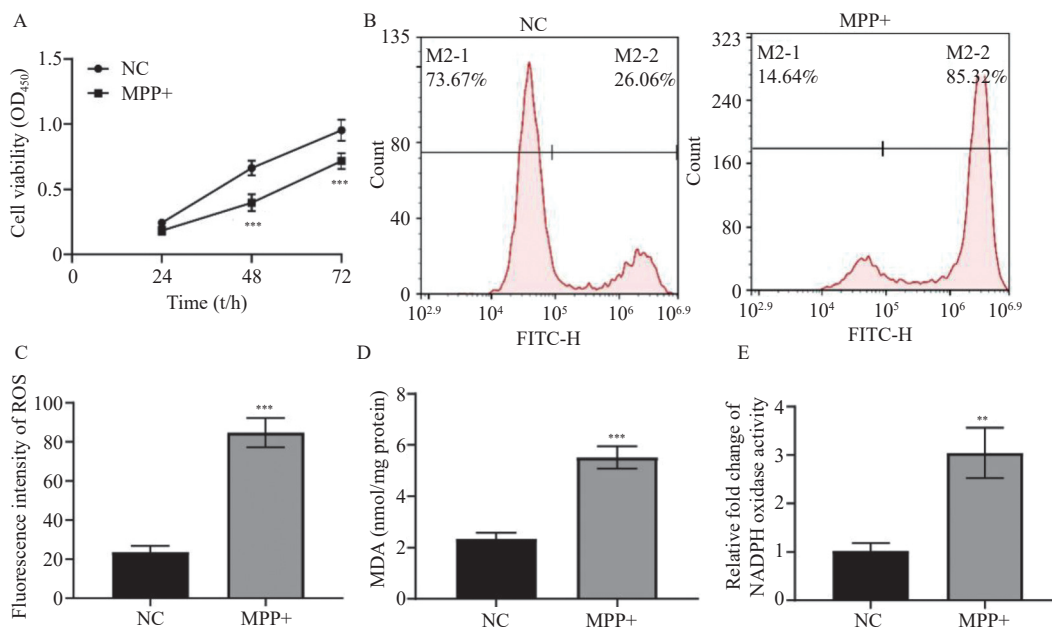 A
Cell viability (OD450)
1.5
1.0
0.5
0
NC
MPP+
***
***
0
24
48
72
Time (t/h)
B
NC
135
80
40
0
Count
M2-1
73.67%
M2-2
26.06%
10^2.9
10^4
10^5
10^6
10^6.9
FITC-H
MPP+
323
260
160
80
0
Count
M2-1
14.64%
M2-2
85.32%
10^2.9
10^4
10^5
10^6
10^6.9
FITC-H
C
Fluorescence intensity of ROS
100
80
60
40
20
0
***
NC
MPP+
D
MDA (nmol/mg protein)
8
6
4
2
0
***
NC
MPP+
E
Relative fold change of
NADPH oxidase activity
4
3
2
1
0
**
NC
MPP+